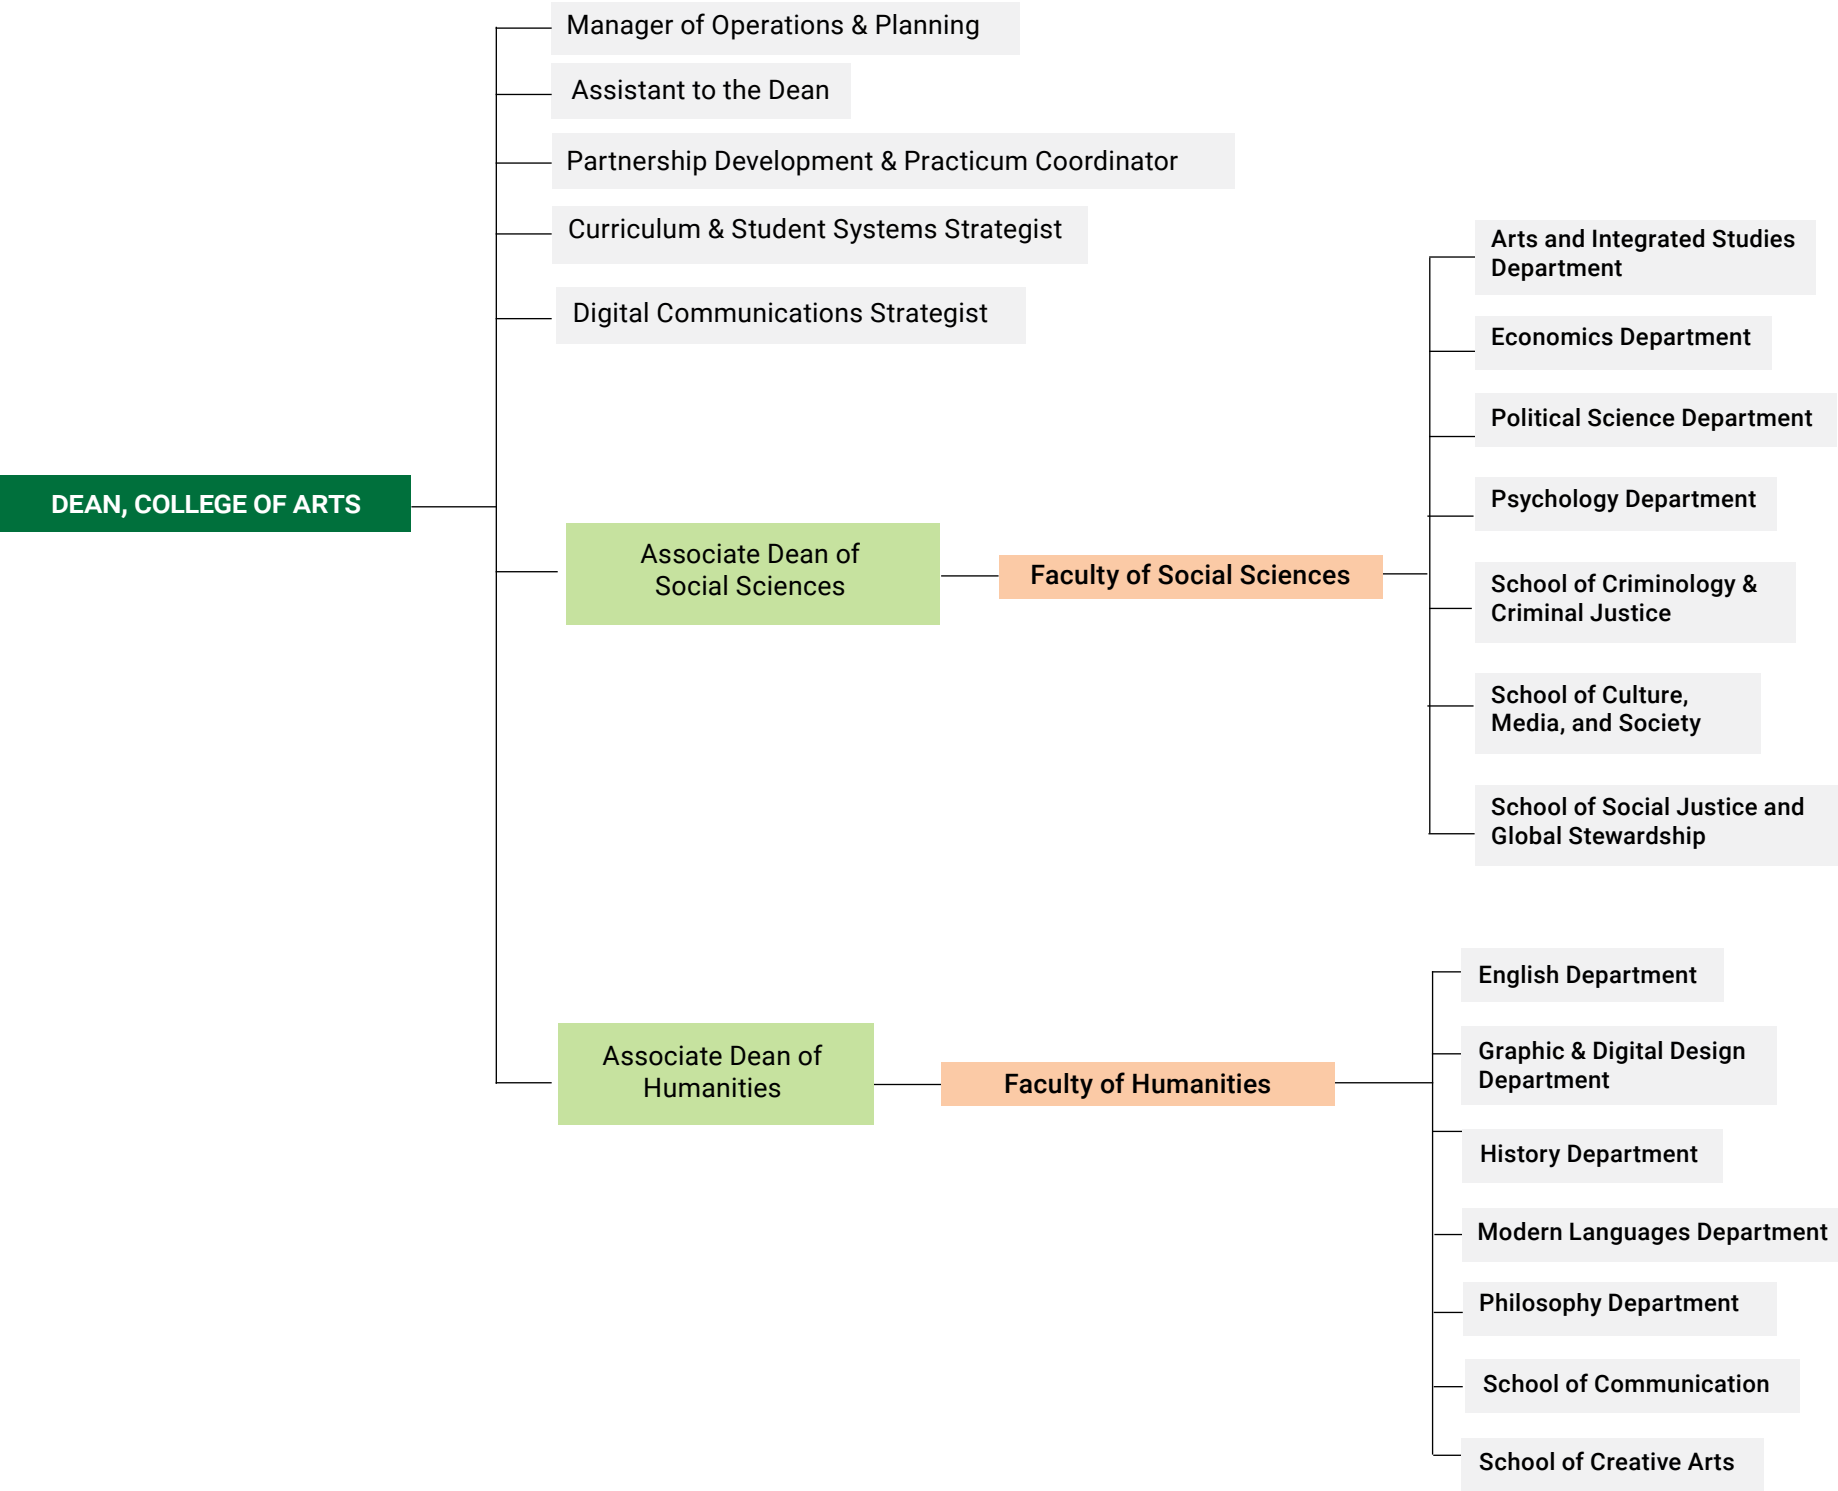 Manager of Operations & Planning
Assistant to the Dean
Partnership Development & Practicum Coordinator
Curriculum & Student Systems Strategist
Digital Communications Strategist
DEAN, COLLEGE OF ARTS
Associate Dean of
Social Sciences
Faculty of Social Sciences
Arts and Integrated Studies
Department
Economics Department
Political Science Department
Psychology Department
School of Criminology &
Criminal Justice
School of Culture,
Media, and Society
School of Social Justice and
Global Stewardship
Associate Dean of
Humanities
Faculty of Humanities
English Department
Graphic & Digital Design
Department
History Department
Modern Languages Department
Philosophy Department
School of Communication
School of Creative Arts